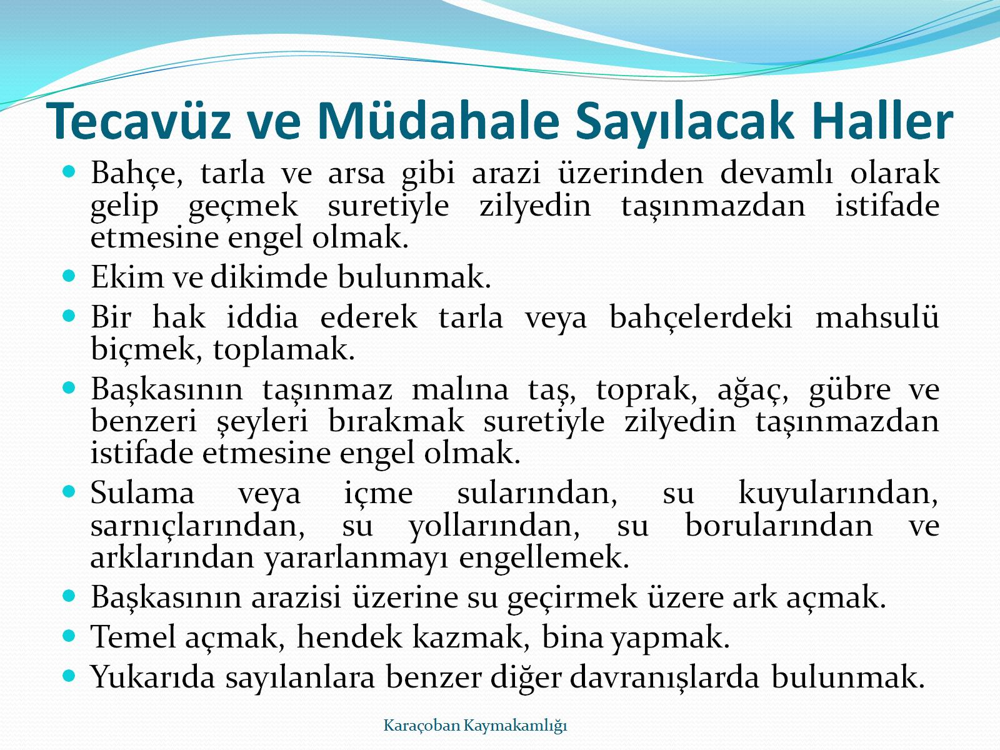 Tecavüz ve Müdahale Sayılacak Haller
• Bahçe, tarla ve arsa gibi arazi üzerinden devamlı olarak
gelip geçmek suretiyle zilyedin taşınmazdan istifade
etmesine engel olmak.
• Ekim ve dikimde bulunmak.
• Bir hak iddia ederek tarla veya bahçelerdeki mahsulü
biçmek, toplamak.
• Başkasının taşınmaz malına taş, toprak, ağaç, gübre ve
benzeri şeyleri bırakmak suretiyle zilyedin taşınmazdan
istifade etmesine engel olmak.
• Sulama veya içme sularından, su kuyularından,
sarnıçlarından, su yollarından, su borularından ve
arklarından yararlanmayı engellemek.
• Başkasının arazisi üzerine su geçirmek üzere ark açmak.
• Temel açmak, hendek kazmak, bina yapmak.
• Yukarıda sayılanlara benzer diğer davranışlarda bulunmak.
Karaçoban Kaymakamlığı